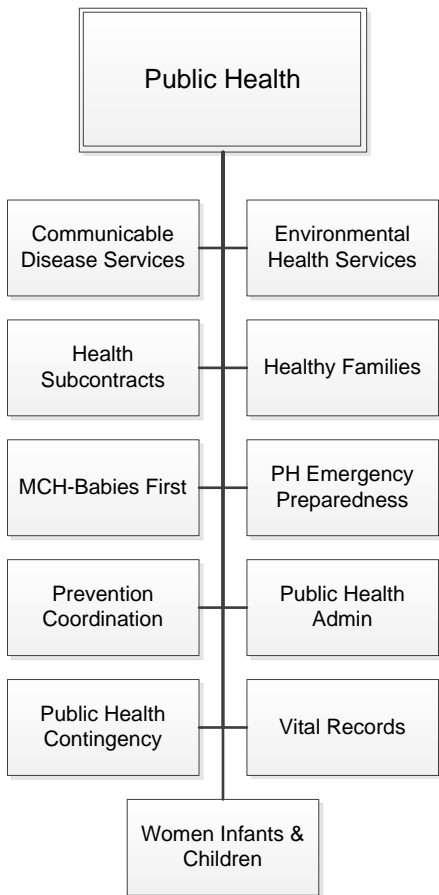 Public Health
Communicable
Disease Services
Environmental
Health Services
Health
Subcontracts
Healthy Families
MCH-Babies First
PH Emergency
Preparedness
Prevention
Coordination
Public Health
Admin
Public Health
Contingency
Vital Records
Women Infants &
Children